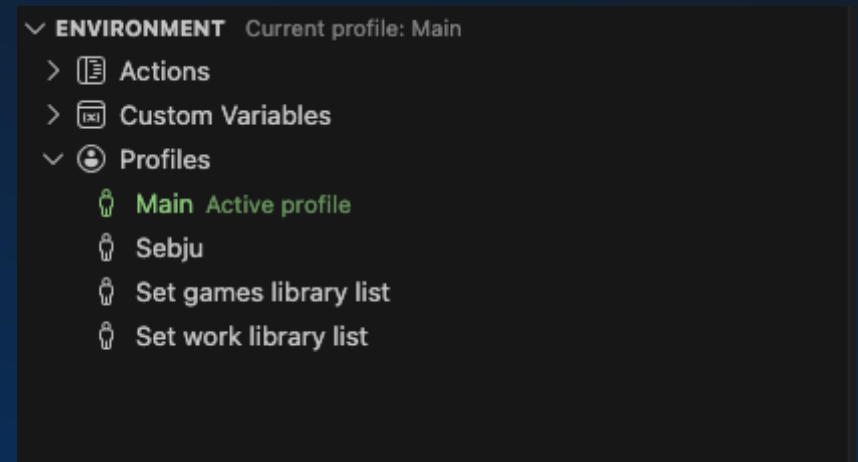 ENVIRONMENT Current profile: Main
Actions
Custom Variables
Profiles
Main Active profile
Sebju
Set games library list
Set work library list